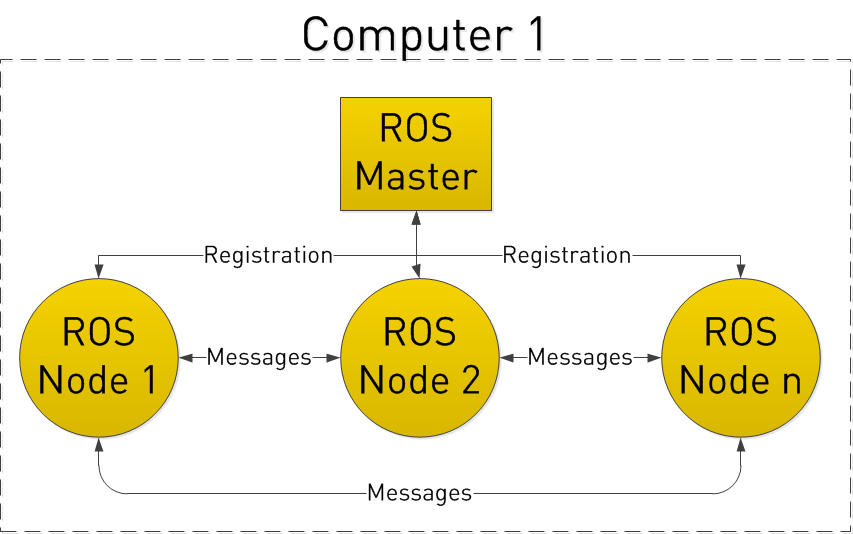 Computer 1
ROS
Master
Registration
Registration
ROS
Node 1
Messages
ROS
Node 2
Messages
ROS
Node n
Messages